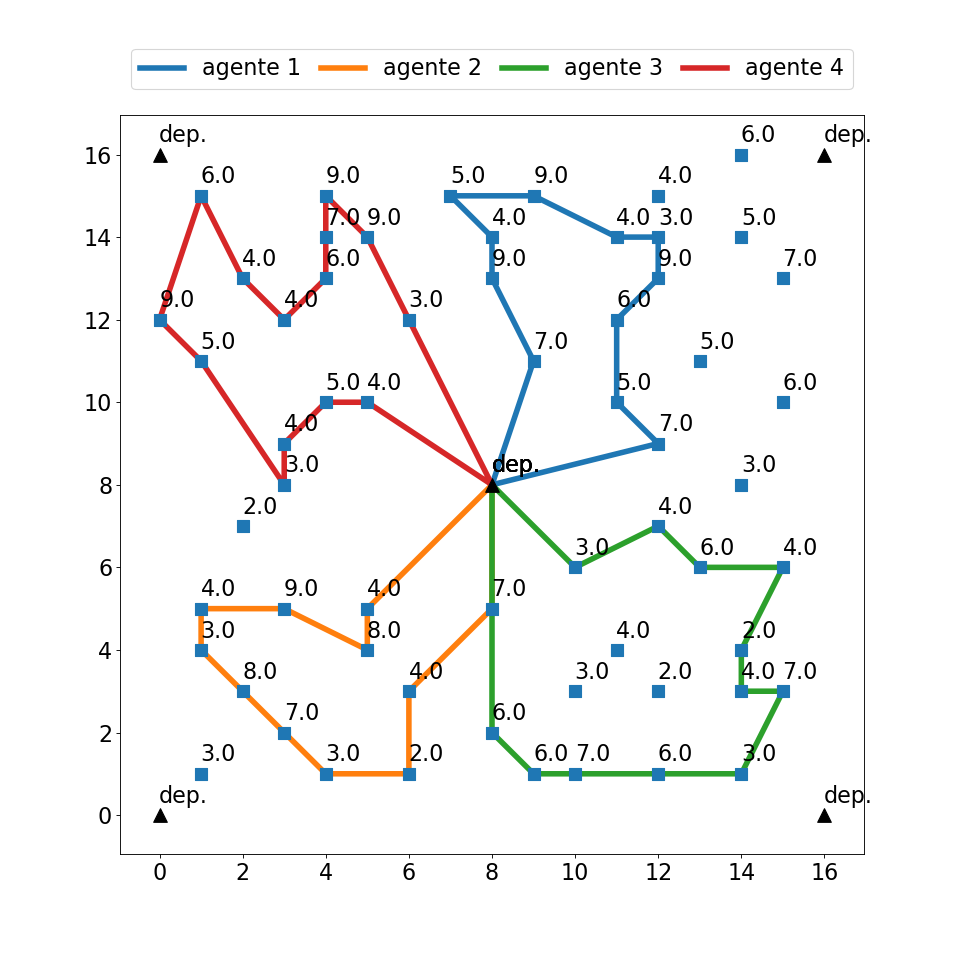 agente 1 agente 2 agente 3 agente 4
dep. 6.0 dep.
16
6.0 9.0 5.0 9.0 4.0
7.0 9.0 4.0 4.0 3.0 5.0
14
4.0 6.0 9.0 9.0 7.0
9.0 4.0 3.0 6.0
12
5.0 7.0 5.0
5.0 4.0 5.0 6.0
10
4.0 7.0
3.0 dep. 3.0
8
2.0 4.0
3.0 6.0 4.0
6
4.0 9.0 4.0 7.0
3.0 8.0 4.0 2.0
4
8.0 4.0 3.0 2.0 4.0 7.0
7.0 6.0
2
3.0 3.0 2.0 6.0 7.0 6.0 3.0
dep. dep.
0
0 2 4 6 8 10 12 14 16